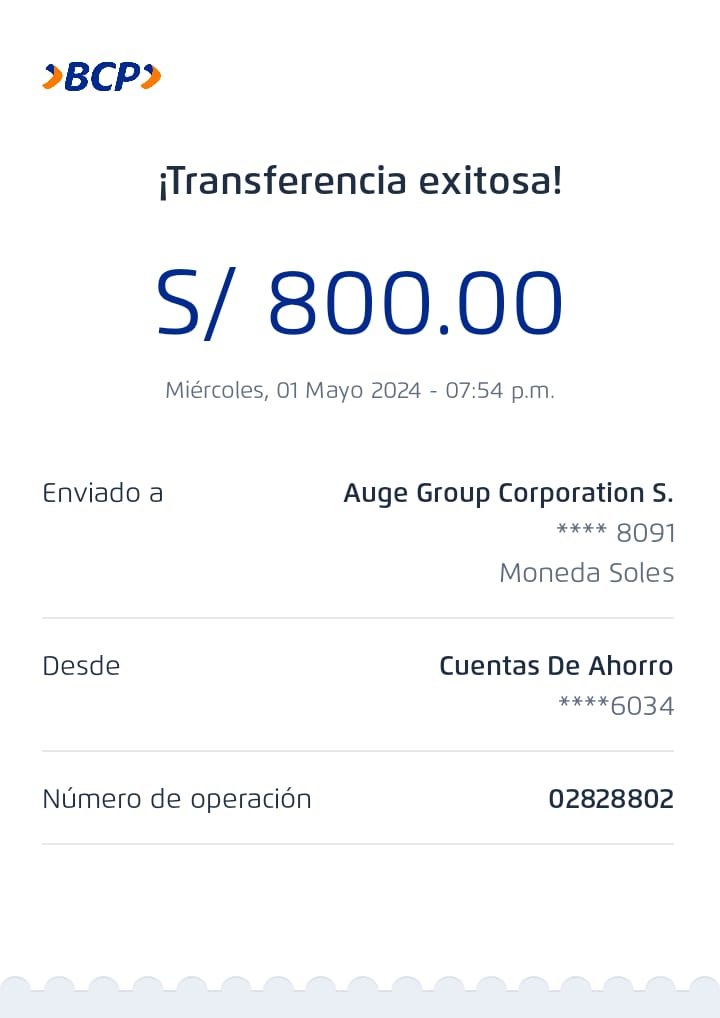 BCP
¡Transferencia exitosa!
S/ 800.00
Miércoles, 01 Mayo 2024 - 07:54 p.m.
Enviado a Auge Group Corporation S.
**** 8091
Moneda Soles
Desde Cuentas De Ahorro
****6034
Número de operación 02828802